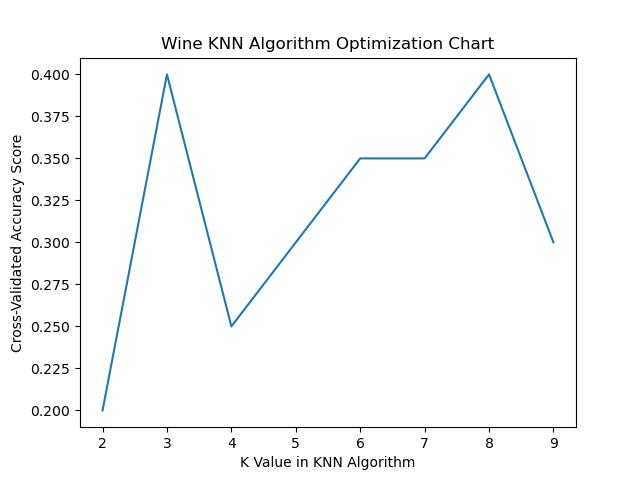 Wine KNN Algorithm Optimization Chart
Cross-Validated Accuracy Score
0.400
0.375
0.350
0.325
0.300
0.275
0.250
0.225
0.200
2 3 4 5 6 7 8 9
K Value in KNN Algorithm